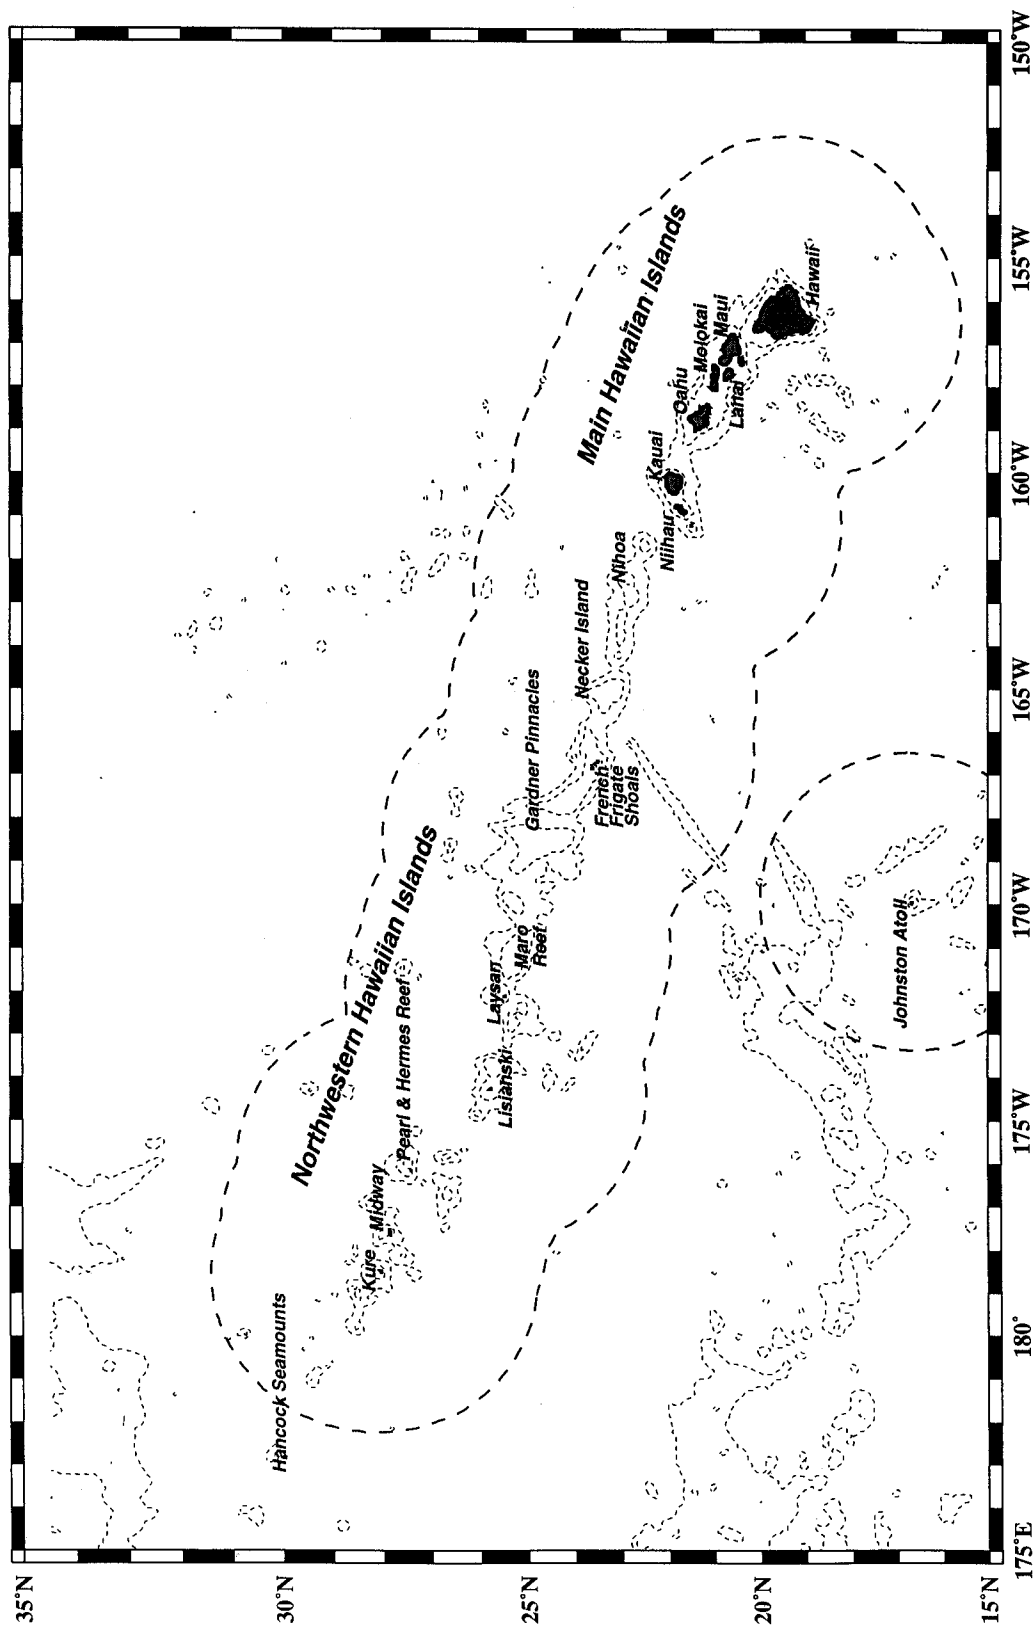 35°N
30°N
25°N
20°N
15°N
175°E
180°
175°W
170°W
165°W
160°W
155°W
150°W
Northwestern Hawaiian Islands
Main Hawaiian Islands
Hancock Seamounts
Kure
Midway
Pearl & Hermes Reef
Lisianski
Laysan
Maro
Reef
Gardner Pinnacles
French
Frigate
Shoals
Necker Island
Nihoa
Niihau
Kauai
Oahu
Molokai
Maui
Lanai
Hawaii
Johnston Atoll